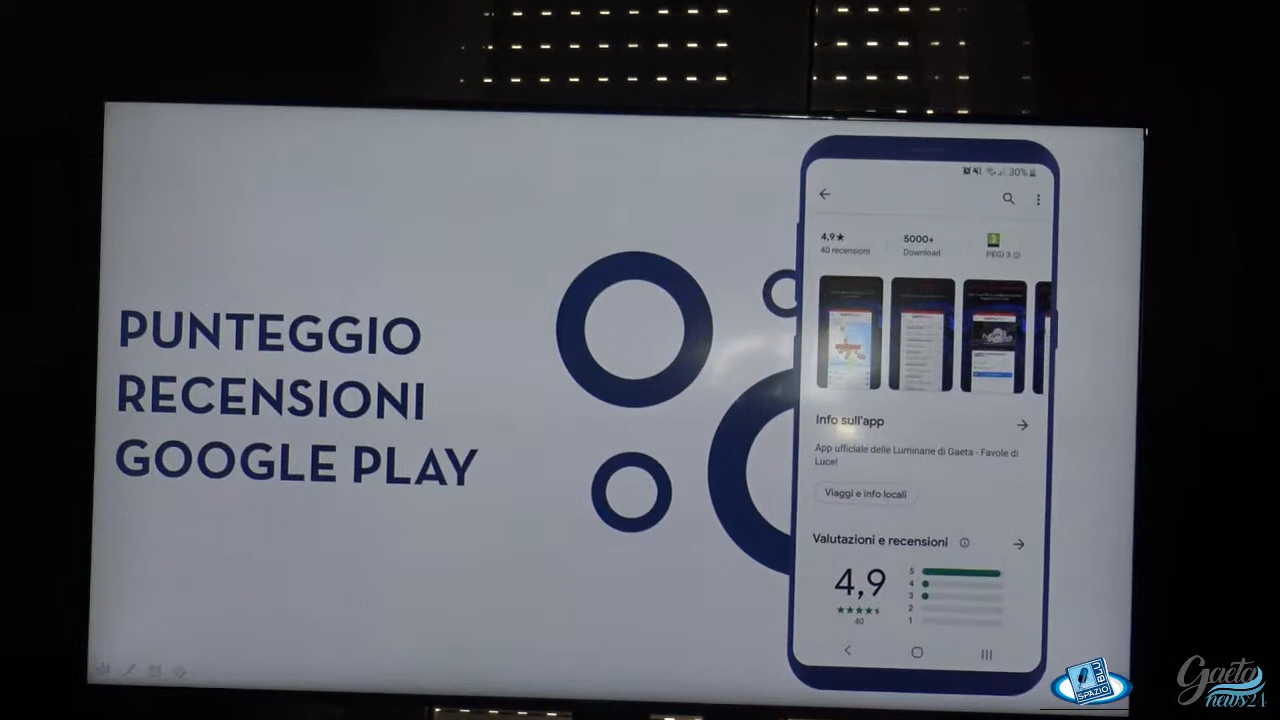 PUNTEGGIO
RECENSIONI
GOOGLE PLAY
30%
4,9★
40 recensioni
5000+
Download
PEGI 3
Info sull'app
App ufficiale delle Luminarie di Gaeta - Favole di
Luce!
Viaggi e info locali
Valutazioni e recensioni
4,9
40
5
4
3
2
1
SPAZIO
BLU
Gaeta
news24